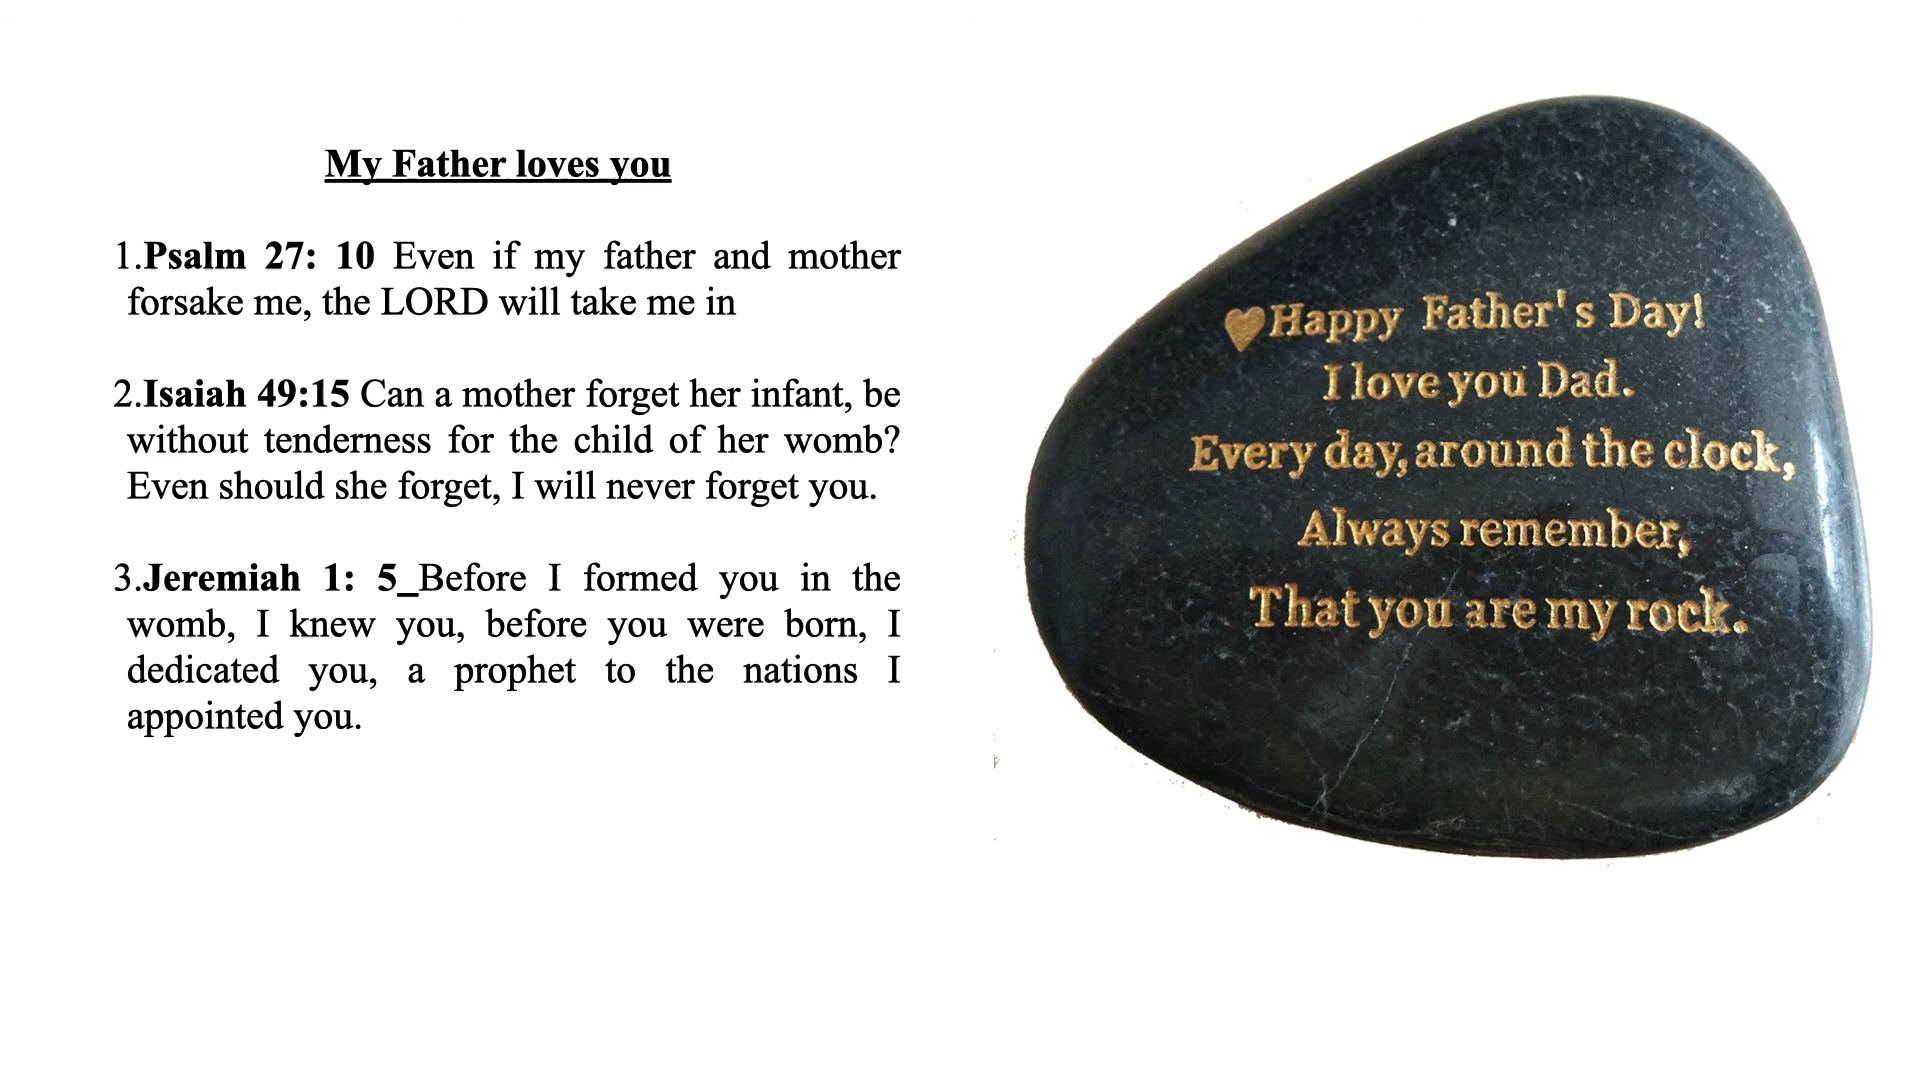 My Father loves you
1.Psalm 27: 10 Even if my father and mother
forsake me, the LORD will take me in
2.Isaiah 49:15 Can a mother forget her infant, be
without tenderness for the child of her womb?
Even should she forget, I will never forget you.
3.Jeremiah 1: 5_Before I formed you in the
womb, I knew you, before you were born, I
dedicated you, a prophet to the nations I
appointed you.
♥Happy Father's Day!
I love you Dad.
Every day, around the clock,
Always remember,
That you are my rock.